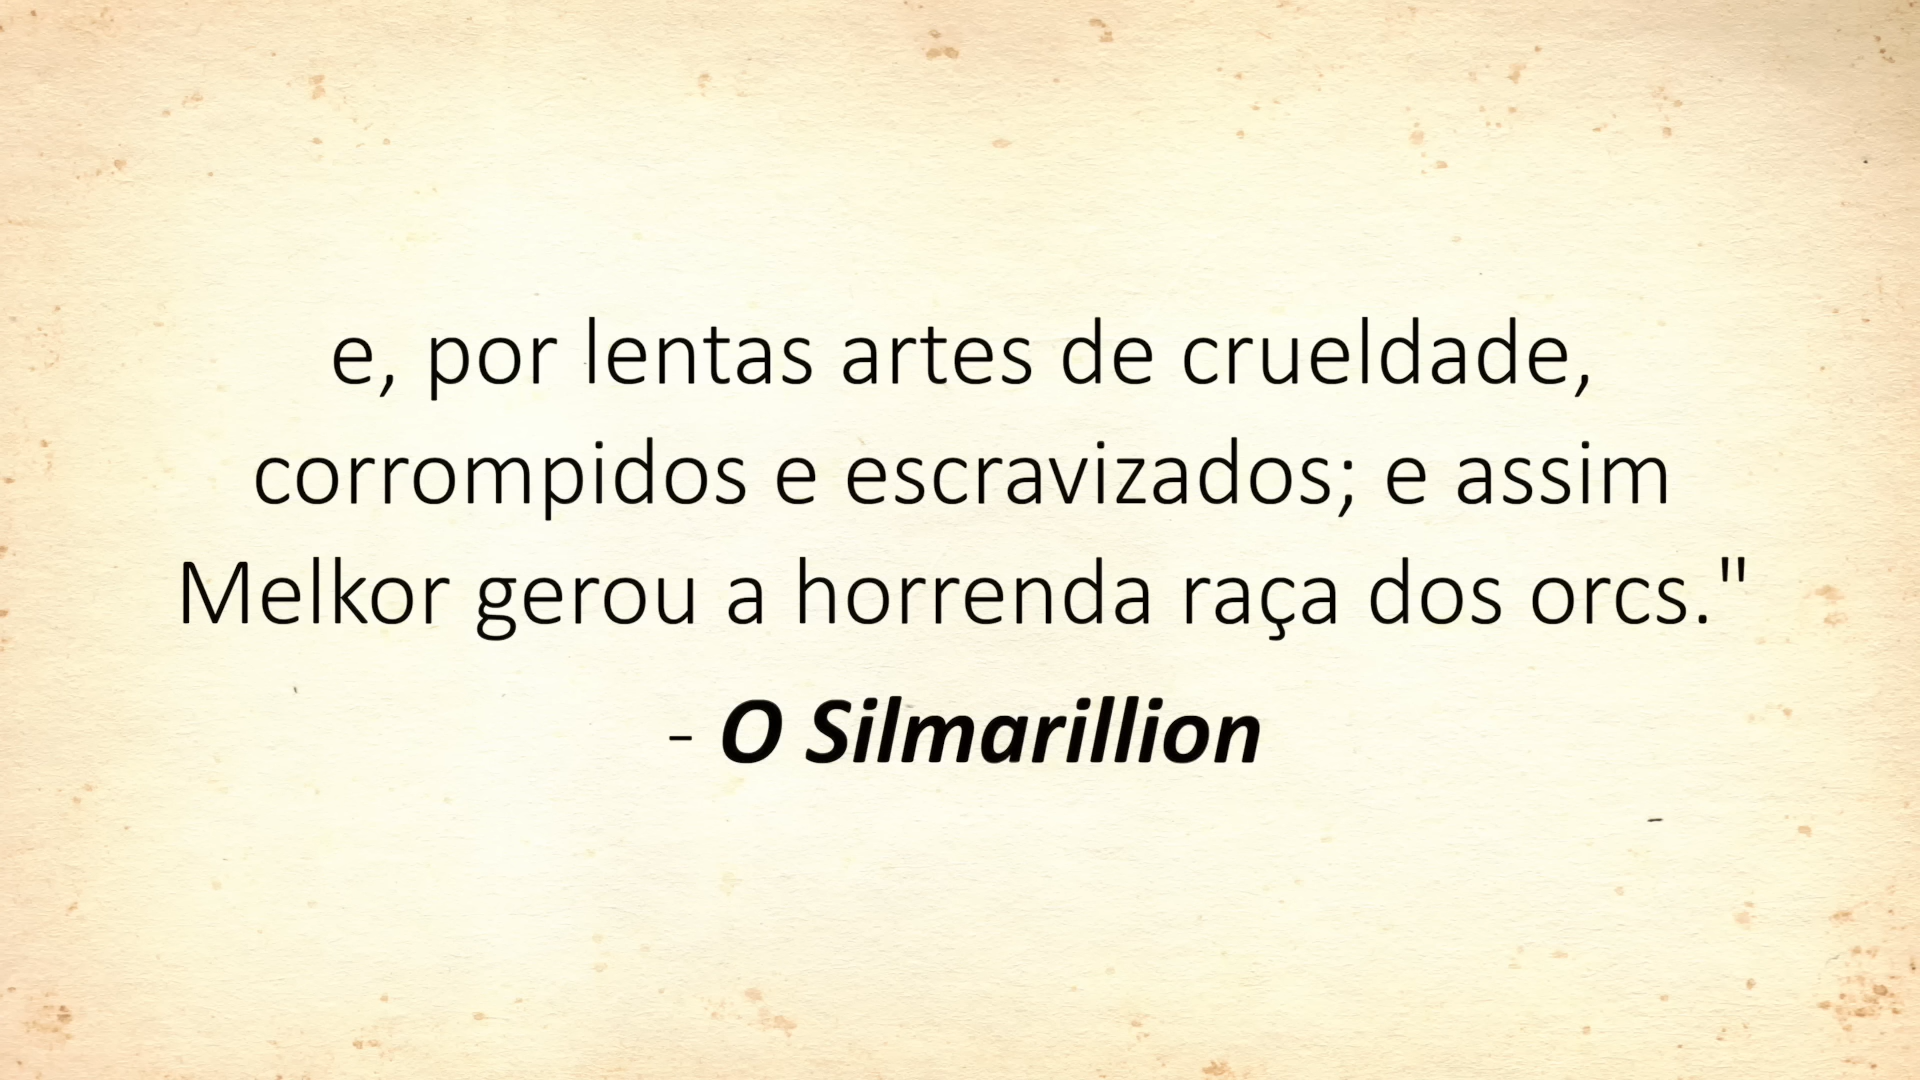 e, por lentas artes de crueldade,
corrompidos e escravizados; e assim
Melkor gerou a horrenda raça dos orcs."
- O Silmarillion